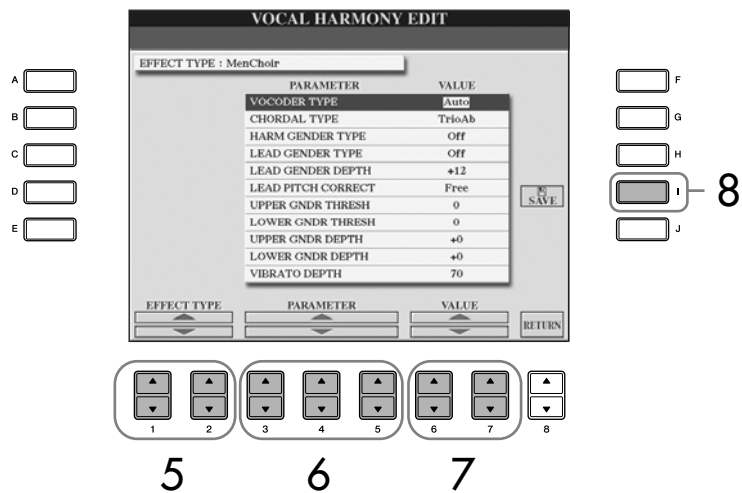 VOCAL HARMONY EDIT
EFFECT TYPE : MenChoir
PARAMETER VALUE
VOCODER TYPE Auto
CHORDAL TYPE TrioAb
HARM GENDER TYPE Off
LEAD GENDER TYPE Off
LEAD GENDER DEPTH +12
LEAD PITCH CORRECT Free
UPPER GNDR THRESH 0
LOWER GNDR THRESH 0
UPPER GNDR DEPTH +0
LOWER GNDR DEPTH +0
VIBRATO DEPTH 70
SAVE
EFFECT TYPE PARAMETER VALUE
RETURN
A
B
C
D
E
F
G
H
I
J
8
1 2 3 4 5 6 7 8
5 6 7